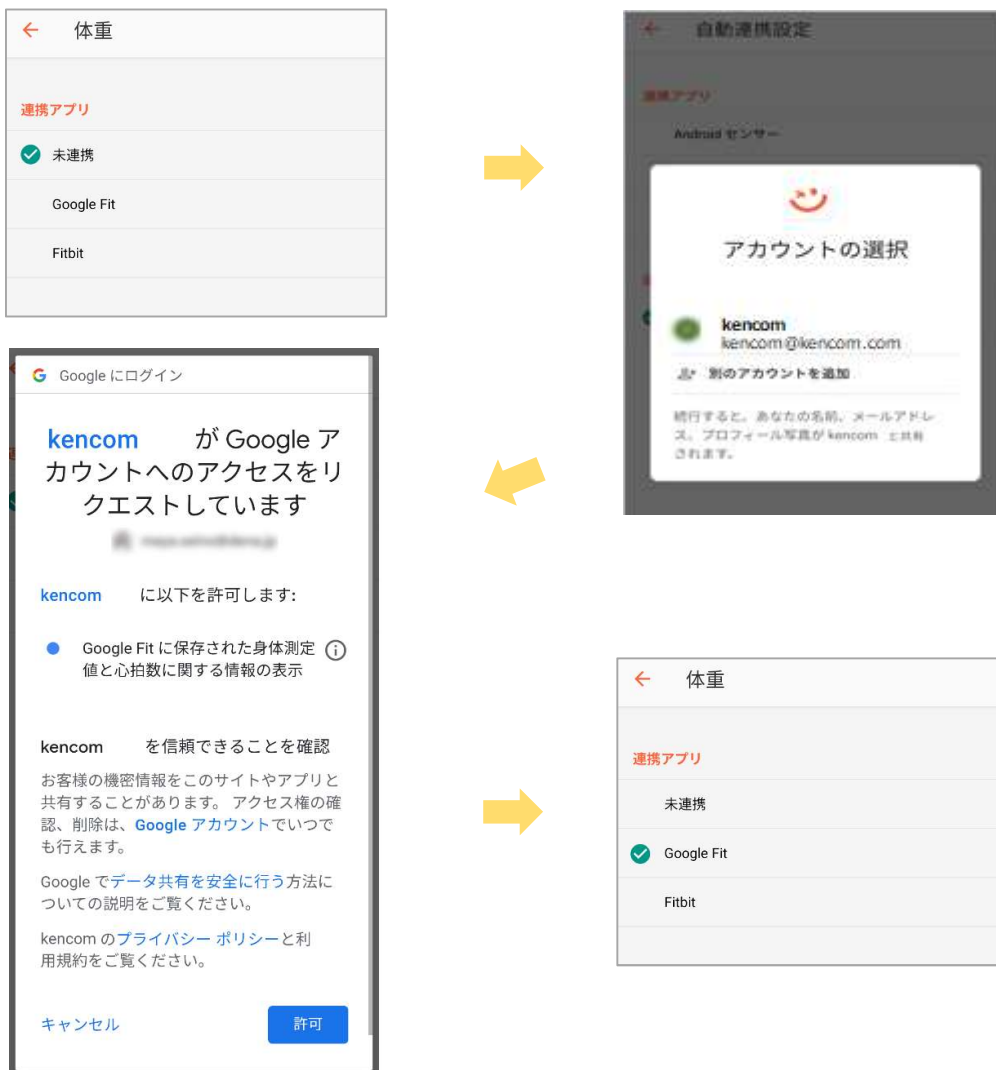 体重
連携アプリ
未連携
Google Fit
Fitbit
自動連携設定
連携アプリ
Android センサー
アカウントの選択
kencom
kencom@kencom.com
別のアカウントを追加
続行すると、あなたの名前、メールアドレ
ス、プロフィール写真が kencom と共有
されます。
Google にログイン
kencom が Google ア
カウントへのアクセスをリ
クエストしています
kencom に以下を許可します:
Google Fit に保存された身体測定
値と心拍数に関する情報の表示
kencom を信頼できることを確認
お客様の機密情報をこのサイトやアプリと
共有することがあります。 アクセス権の確
認、削除は、Google アカウントでいつで
も行えます。
Google でデータ共有を安全に行う方法に
ついての説明をご覧ください。
kencom のプライバシー ポリシーと利
用規約をご覧ください。
キャンセル
許可
体重
連携アプリ
未連携
Google Fit
Fitbit